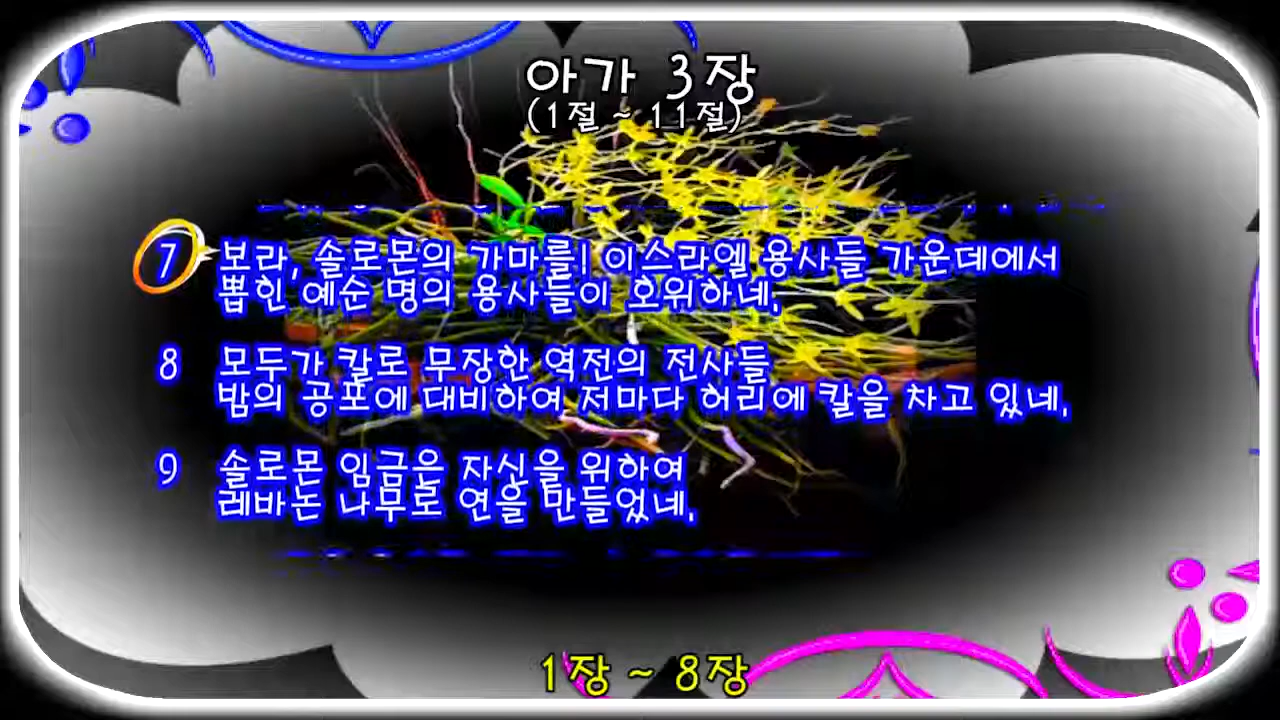 아가 3장
(1절 ~ 11절)
7 보라, 솔로몬의 가마를! 이스라엘 용사들 가운데에서
뽑힌 예순 명의 용사들이 호위하네.
8 모두가 칼로 무장한 역전의 전사들
밤의 공포에 대비하여 저마다 허리에 칼을 차고 있네.
9 솔로몬 임금은 자신을 위하여
레바논 나무로 연을 만들었네.
1장 ~ 8장